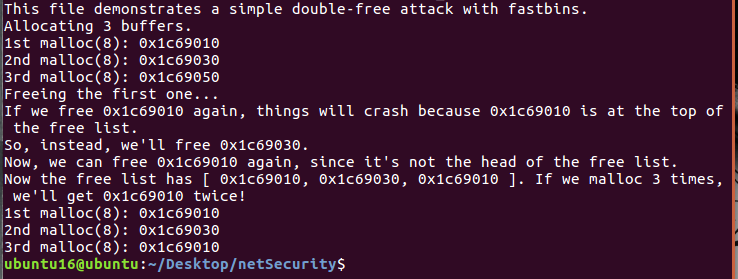 This file demonstrates a simple double-free attack with fastbins.
Allocating 3 buffers.
1st malloc(8): 0x1c69010
2nd malloc(8): 0x1c69030
3rd malloc(8): 0x1c69050
Freeing the first one...
If we free 0x1c69010 again, things will crash because 0x1c69010 is at the top of
 the free list.
So, instead, we'll free 0x1c69030.
Now, we can free 0x1c69010 again, since it's not the head of the free list.
Now the free list has [ 0x1c69010, 0x1c69030, 0x1c69010 ]. If we malloc 3 times,
 we'll get 0x1c69010 twice!
1st malloc(8): 0x1c69010
2nd malloc(8): 0x1c69030
3rd malloc(8): 0x1c69010
ubuntu16@ubuntu:~/Desktop/netSecurity$